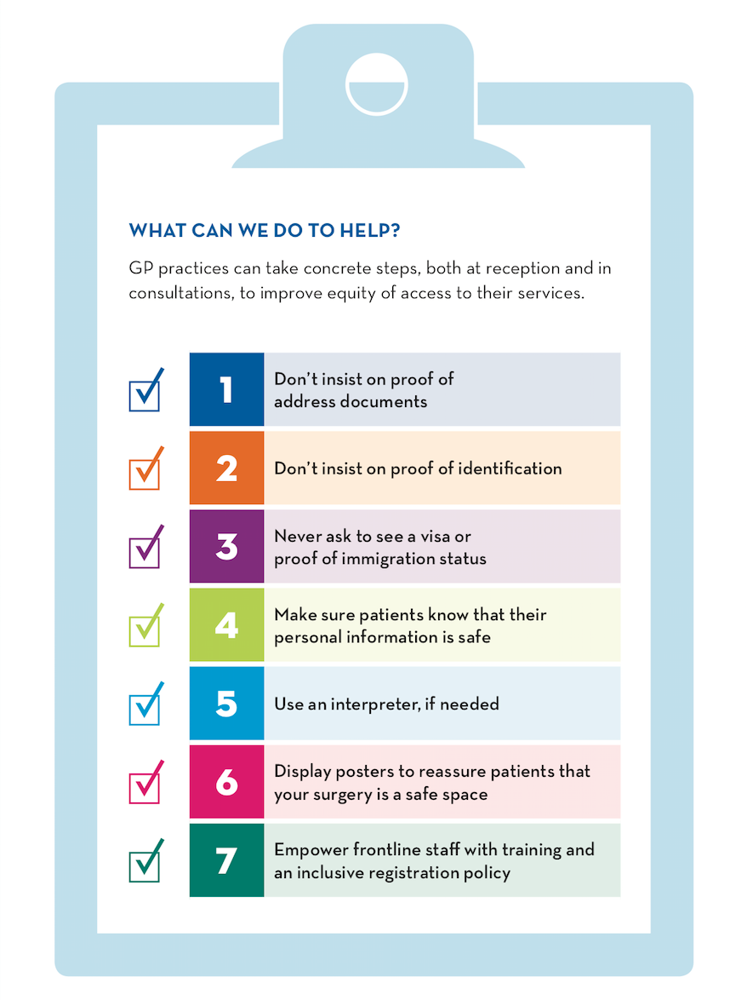 WHAT CAN WE DO TO HELP?
GP practices can take concrete steps, both at reception and in
consultations, to improve equity of access to their services.
1
Don’t insist on proof of
address documents
2
Don’t insist on proof of identification
3
Never ask to see a visa or
proof of immigration status
4
Make sure patients know that their
personal information is safe
5
Use an interpreter, if needed
6
Display posters to reassure patients that
your surgery is a safe space
7
Empower frontline staff with training and
an inclusive registration policy